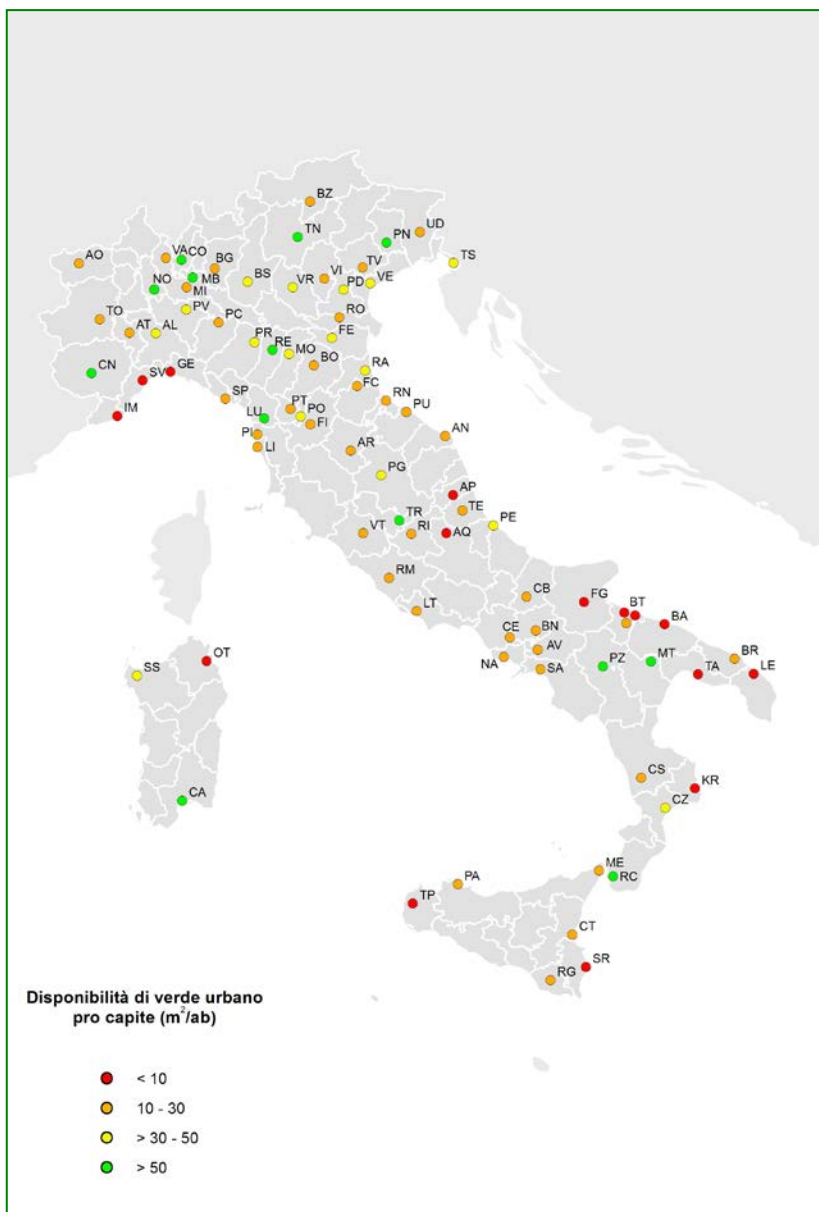 BZ
TN
PN
UD
AO
VA
CO
BG
TV
TS
NO
MB
MI
BS
VR
VI
PD
VE
TO
AT
AL
PV
PC
RO
PR
RE
MO
FE
BO
RA
CN
SV
GE
FC
RN
PU
IM
SP
PT
PO
LU
FI
PI
LI
AR
AN
PG
AP
TE
TR
PE
VT
RI
AQ
RM
CB
FG
BT
LT
BA
CE
BN
AV
NA
SA
PZ
MT
BR
TA
LE
SS
OT
CS
KR
CA
CZ
ME
RC
PA
TP
CT
SR
RG
Disponibilità di verde urbano
pro capite (m²/ab)
< 10
10 - 30
> 30 - 50
> 50